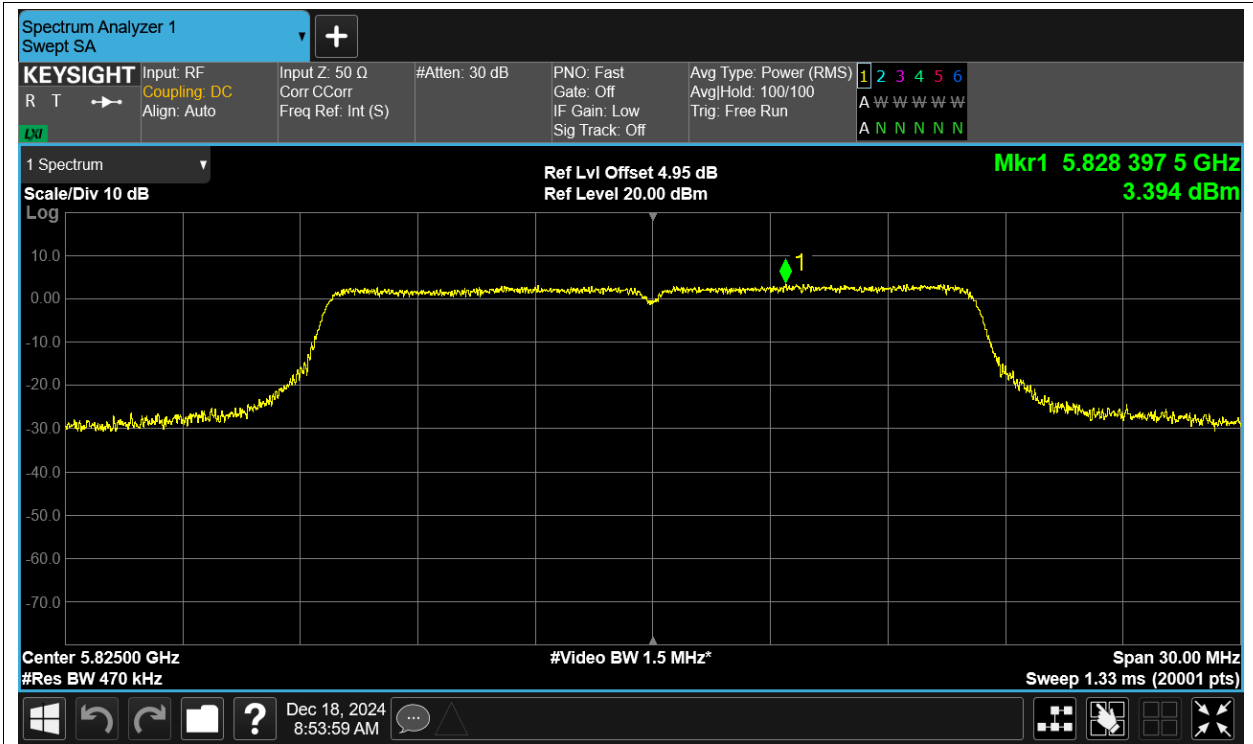 Spectrum Analyzer 1
Swept SA
KEYSIGHT
R T
LXI
Input: RF
Coupling: DC
Align: Auto
Input Z: 50 Ω
Corr CCorr
Freq Ref: Int (S)
#Atten: 30 dB
PNO: Fast
Gate: Off
IF Gain: Low
Sig Track: Off
Avg Type: Power (RMS)
Avg|Hold: 100/100
Trig: Free Run
1 2 3 4 5 6
A W W W W W
A N N N N N
1 Spectrum
Scale/Div 10 dB
Log
Ref Lvl Offset 4.95 dB
Ref Level 20.00 dBm
Mkr1 5.828 397 5 GHz
3.394 dBm
10.0
0.00
-10.0
-20.0
-30.0
-40.0
-50.0
-60.0
-70.0
1
Center 5.82500 GHz
#Res BW 470 kHz
#Video BW 1.5 MHz*
Span 30.00 MHz
Sweep 1.33 ms (20001 pts)
?
Dec 18, 2024
8:53:59 AM